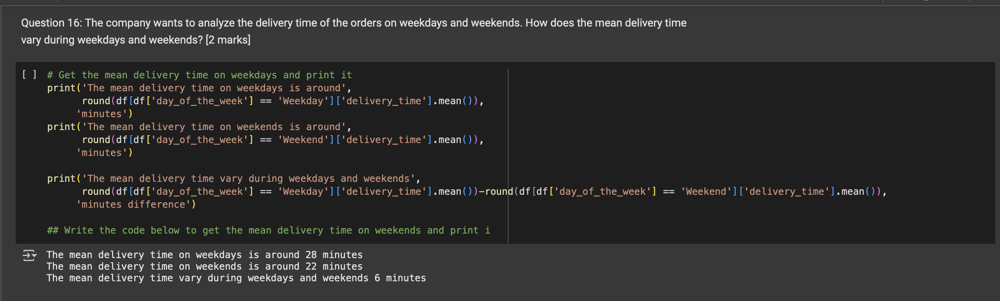 Question 16: The company wants to analyze the delivery time of the orders on weekdays and weekends. How does the mean delivery time
vary during weekdays and weekends? [2 marks]
[ ] # Get the mean delivery time on weekdays and print it
print('The mean delivery time on weekdays is around',
      round(df[df['day_of_the_week'] == 'Weekday']['delivery_time'].mean()),
     'minutes')
print('The mean delivery time on weekends is around',
      round(df[df['day_of_the_week'] == 'Weekend']['delivery_time'].mean()),
     'minutes')
print('The mean delivery time vary during weekdays and weekends',
      round(df[df['day_of_the_week'] == 'Weekday']['delivery_time'].mean())-round(df[df['day_of_the_week'] == 'Weekend']['delivery_time'].mean()),
     'minutes difference')
## Write the code below to get the mean delivery time on weekends and print i
The mean delivery time on weekdays is around 28 minutes
The mean delivery time on weekends is around 22 minutes
The mean delivery time vary during weekdays and weekends 6 minutes